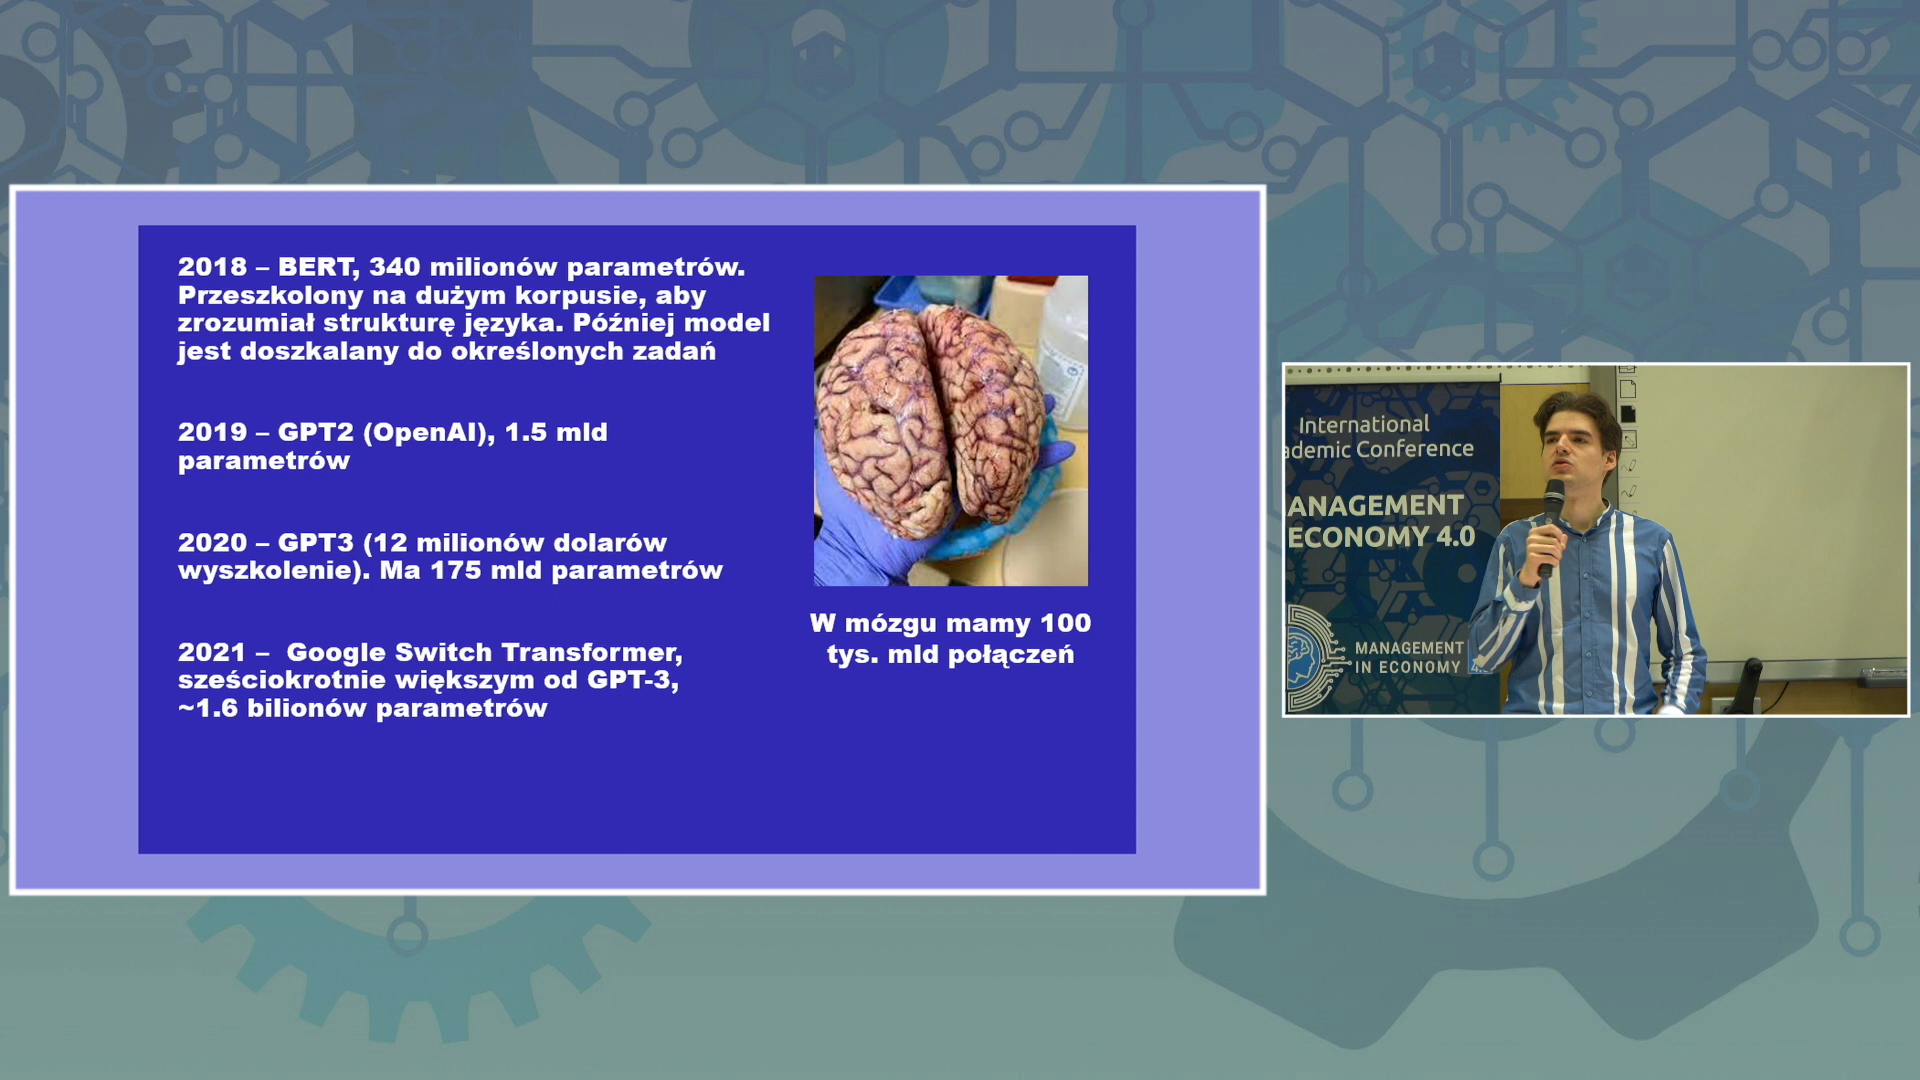 2018 – BERT, 340 milionów parametrów.
Przeszkolony na dużym korpusie, aby
zrozumiał strukturę języka. Później model
jest doszkalany do określonych zadań
2019 – GPT2 (OpenAI), 1.5 mld
parametrów
2020 – GPT3 (12 milionów dolarów
wyszkolenie). Ma 175 mld parametrów
2021 –  Google Switch Transformer,
sześciokrotnie większym od GPT-3,
~1.6 bilionów parametrów
W mózgu mamy 100
tys. mld połączeń
International
ademic Conference
ANAGEMENT
ECONOMY 4.0
MANAGEMENT
IN ECONOMY 4.0